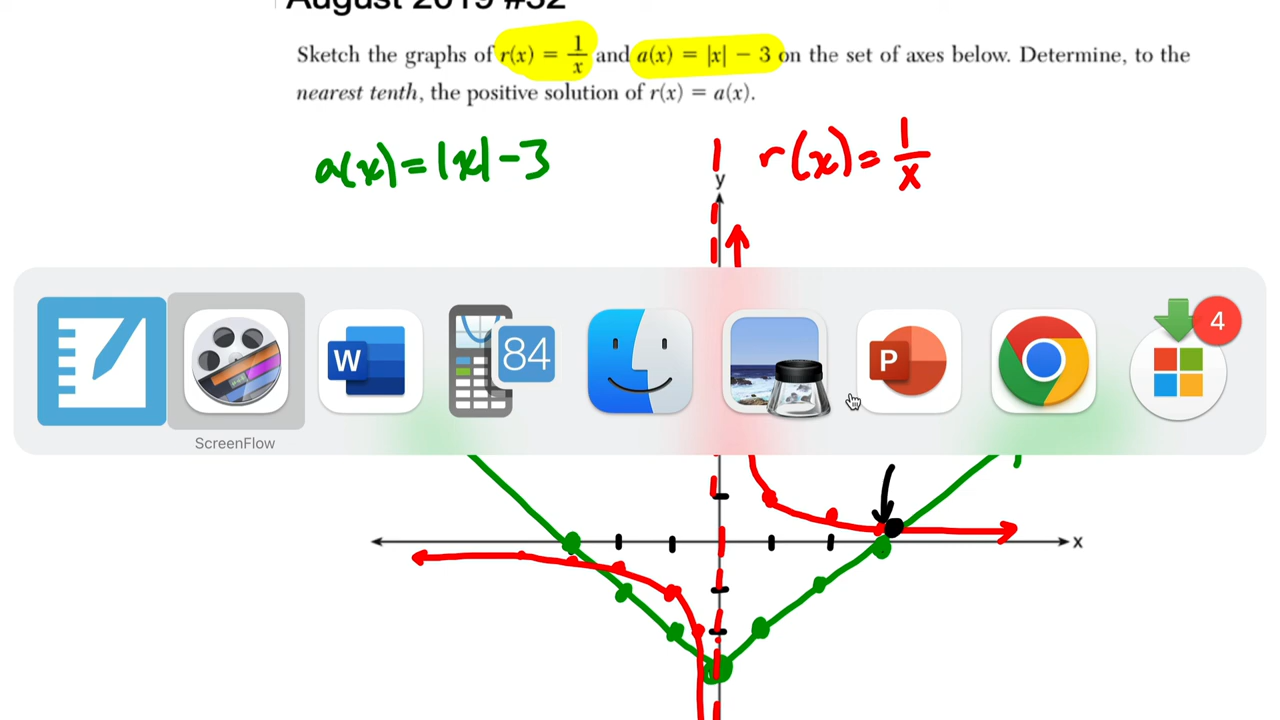 August 2019 #32
Sketch the graphs of r(x) = 1/x and a(x) = |x| − 3 on the set of axes below. Determine, to the
nearest tenth, the positive solution of r(x) = a(x).
a(x) = |x| − 3
r(x) = 1/x
y
W
84
P
4
ScreenFlow
x